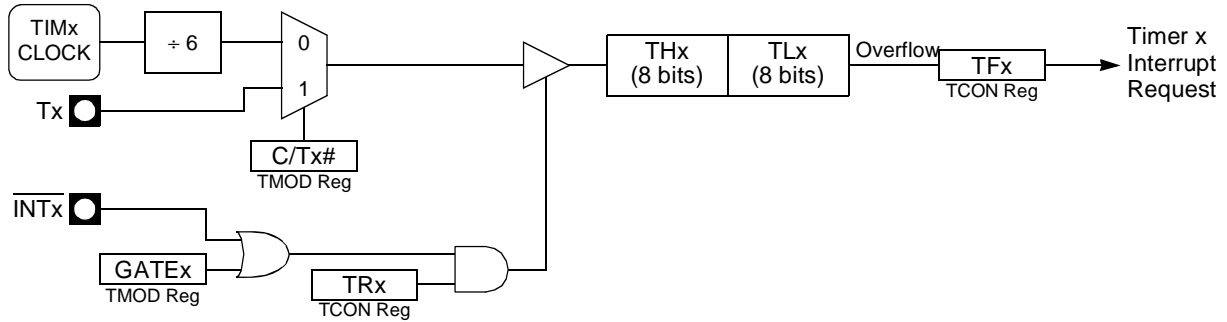 TIMx
CLOCK
÷ 6
0
1
Tx
C/Tx#
TMOD Reg
THx
(8 bits)
TLx
(8 bits)
Overflow
TFx
TCON Reg
Timer x
Interrupt
Request
INTx
GATEx
TMOD Reg
TRx
TCON Reg